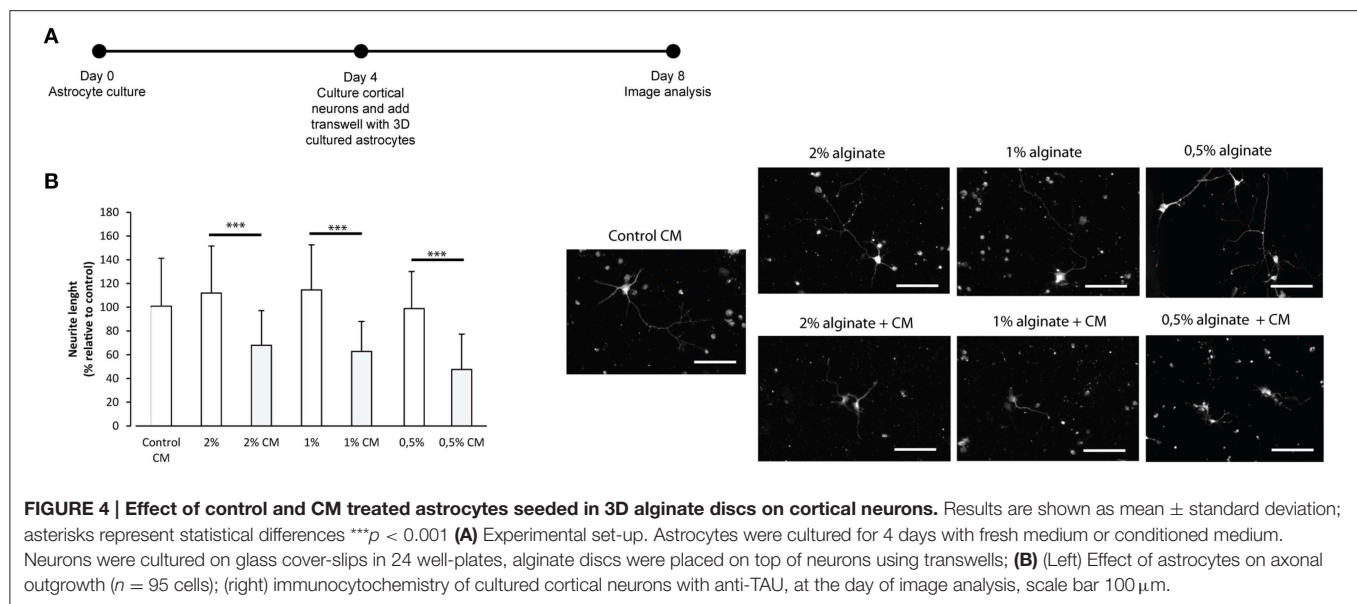 A
Day 0
Astrocyte culture
Day 4
Culture cortical
neurons and add
transwell with 3D
cultured astrocytes
Day 8
Image analysis
B
Neurite lenght
(% relative to control)
180
160
140
120
100
80
60
40
20
0
***
***
***
Control
CM
2%
2% CM
1%
1% CM
0,5%
0,5% CM
Control CM
2% alginate
1% alginate
0,5% alginate
2% alginate + CM
1% alginate + CM
0,5% alginate + CM
FIGURE 4 | Effect of control and CM treated astrocytes seeded in 3D alginate discs on cortical neurons. Results are shown as mean ± standard deviation;
asterisks represent statistical differences ***p < 0.001 (A) Experimental set-up. Astrocytes were cultured for 4 days with fresh medium or conditioned medium.
Neurons were cultured on glass cover-slips in 24 well-plates, alginate discs were placed on top of neurons using transwells; (B) (Left) Effect of astrocytes on axonal
outgrowth (n = 95 cells); (right) immunocytochemistry of cultured cortical neurons with anti-TAU, at the day of image analysis, scale bar 100 μm.